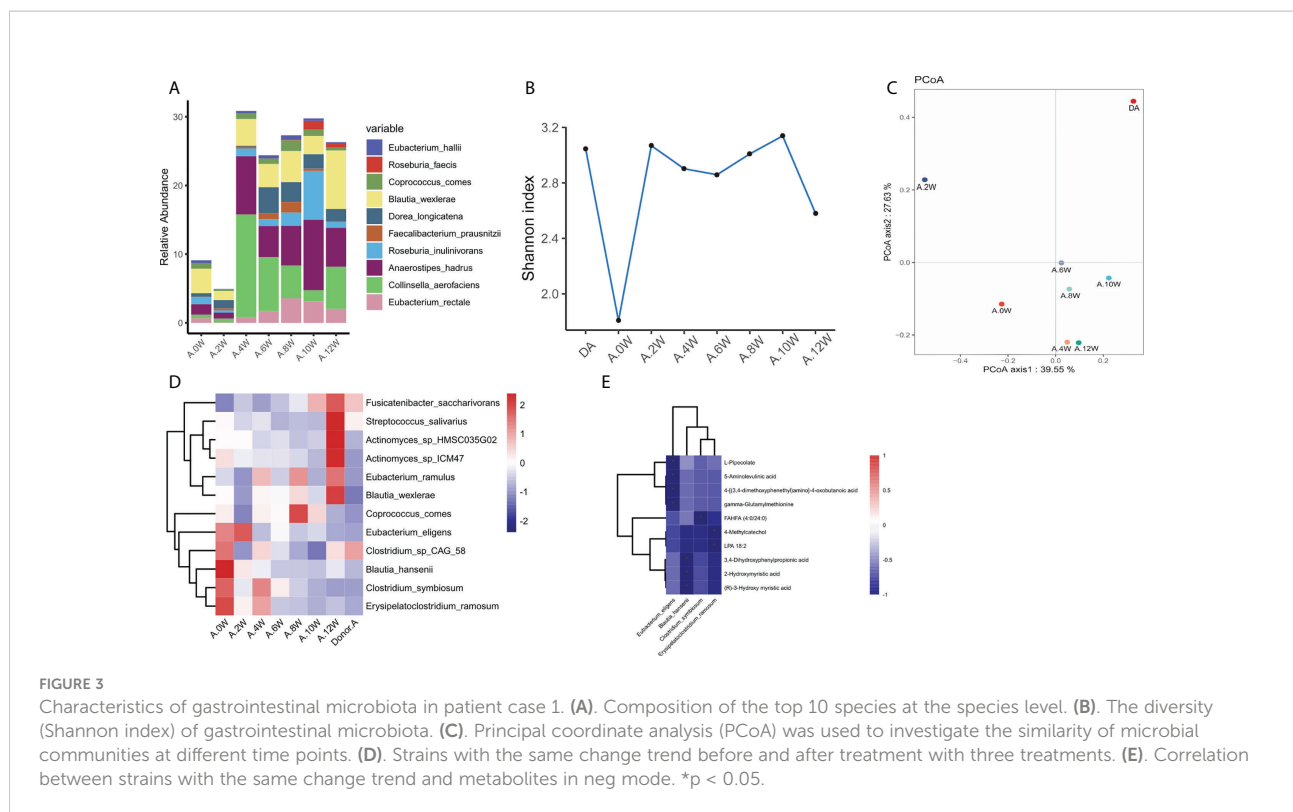 A
Relative Abundance
30
20
10
0
A.0W
A.2W
A.4W
A.6W
A.8W
A.10W
A.12W
variable
Eubacterium_hallii
Roseburia_faecis
Coprococcus_comes
Blautia_wexlerae
Dorea_longicatena
Faecalibacterium_prausnitzii
Roseburia_inulinivorans
Anaerostipes_hadrus
Collinsella_aerofaciens
Eubacterium_rectale
B
Shannon index
3.2
2.8
2.4
2.0
DA
A.0W
A.2W
A.4W
A.6W
A.8W
A.10W
A.12W
C
PCoA
PCoA axis2 : 27.63 %
0.4
0.2
0.0
−0.2
DA
A.2W
A.6W
A.10W
A.8W
A.0W
A.4W
A.12W
−0.4
−0.2
0.0
0.2
PCoA axis1 : 39.55 %
D
Fusicatenibacter_saccharivorans
Streptococcus_salivarius
Actinomyces_sp_HMSC035G02
Actinomyces_sp_ICM47
Eubacterium_ramulus
Blautia_wexlerae
Coprococcus_comes
Eubacterium_eligens
Clostridium_sp_CAG_58
Blautia_hansenii
Clostridium_symbiosum
Erysipelatoclostridium_ramosum
A.0W
A.2W
A.4W
A.6W
A.8W
A.10W
A.12W
Donor.A
2
1
0
-1
-2
E
L-Pipecolate
5-Aminolevulinic acid
4-[(3,4-dimethoxyphenethyl)amino]-4-oxobutanoic acid
gamma-Glutamylmethionine
FAHFA (4:0/24:0)
4-Methylcatechol
LPA 18:2
3,4-Dihydroxyphenylpropionic acid
2-Hydroxymyristic acid
(R)-3-Hydroxy myristic acid
Eubacterium_eligens
Blautia_hansenii
Clostridium_symbiosum
Erysipelatoclostridium_ramosum
1
0.5
0
-0.5
-1
FIGURE 3
Characteristics of gastrointestinal microbiota in patient case 1. (A). Composition of the top 10 species at the species level. (B). The diversity
(Shannon index) of gastrointestinal microbiota. (C). Principal coordinate analysis (PCoA) was used to investigate the similarity of microbial
communities at different time points. (D). Strains with the same change trend before and after treatment with three treatments. (E). Correlation
between strains with the same change trend and metabolites in neg mode. *p < 0.05.